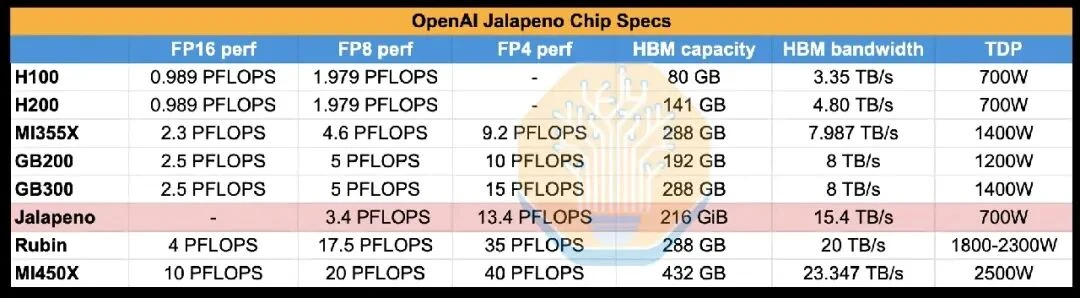 OpenAI Jalapeno Chip Specs
FP16 perf FP8 perf FP4 perf HBM capacity HBM bandwidth TDP
H100 0.989 PFLOPS 1.979 PFLOPS - 80 GB 3.35 TB/s 700W
H200 0.989 PFLOPS 1.979 PFLOPS - 141 GB 4.80 TB/s 700W
MI355X 2.3 PFLOPS 4.6 PFLOPS 9.2 PFLOPS 288 GB 7.987 TB/s 1400W
GB200 2.5 PFLOPS 5 PFLOPS 10 PFLOPS 192 GB 8 TB/s 1200W
GB300 2.5 PFLOPS 5 PFLOPS 15 PFLOPS 288 GB 8 TB/s 1400W
Jalapeno - 3.4 PFLOPS 13.4 PFLOPS 216 GiB 15.4 TB/s 700W
Rubin 4 PFLOPS 17.5 PFLOPS 35 PFLOPS 288 GB 20 TB/s 1800-2300W
MI450X 10 PFLOPS 20 PFLOPS 40 PFLOPS 432 GB 23.347 TB/s 2500W